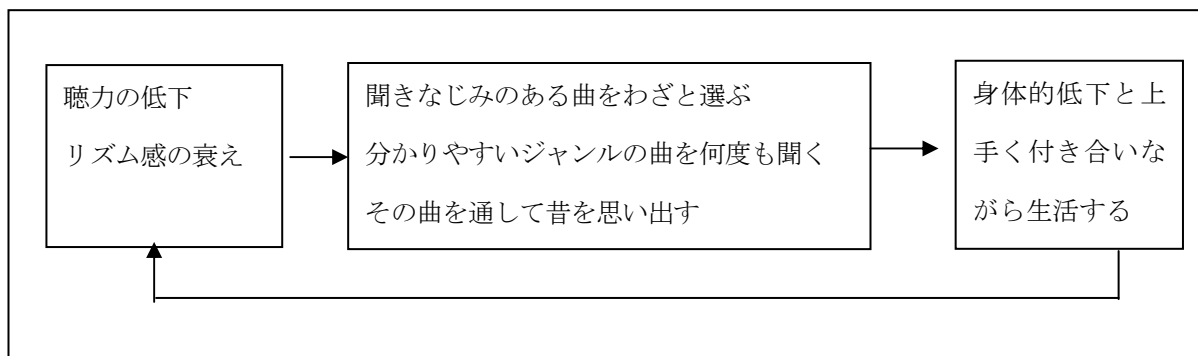 聴力の低下
リズム感の衰え
聞きなじみのある曲をわざと選ぶ
分かりやすいジャンルの曲を何度も聞く
その曲を通して昔を思い出す
身体的低下と上
手く付き合いな
がら生活する